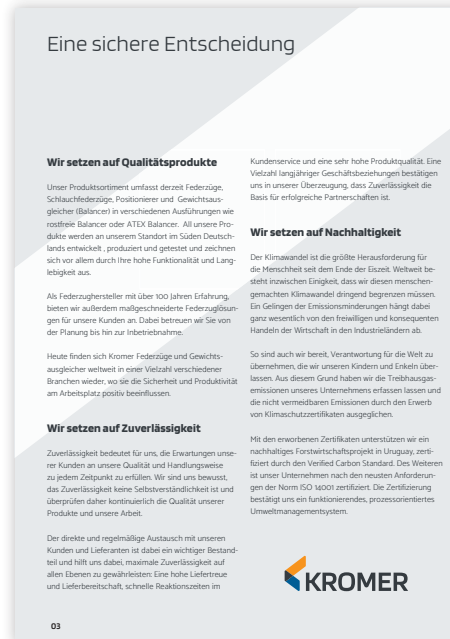 Eine sichere Entscheidung
Wir setzen auf Qualitätsprodukte
Unser Produktsortiment umfasst derzeit Federzüge,
Schlauchfederzüge, Positionierer und Gewichtsaus-
gleicher (Balancer) in verschiedenen Ausführungen wie
rostfreie Balancer oder ATEX Balancer. All unsere Pro-
dukte werden an unserem Standort im Süden Deutsch-
lands entwickelt , produziert und getestet und zeichnen
sich vor allem durch Ihre hohe Funktionalität und Lang-
lebigkeit aus.
Als Federzughersteller mit über 100 Jahren Erfahrung,
bieten wir außerdem maßgeschneiderte Federzuglösun-
gen für unsere Kunden an. Dabei betreuen wir Sie von
der Planung bis hin zur Inbetriebnahme.
Heute finden sich Kromer Federzüge und Gewichts-
ausgleicher weltweit in einer Vielzahl verschiedener
Branchen wieder, wo sie die Sicherheit und Produktivität
am Arbeitsplatz positiv beeinflussen.
Wir setzen auf Zuverlässigkeit
Zuverlässigkeit bedeutet für uns, die Erwartungen unse-
rer Kunden an unsere Qualität und Handlungsweise
zu jedem Zeitpunkt zu erfüllen. Wir sind uns bewusst,
das Zuverlässigkeit keine Selbstverständlichkeit ist und
überprüfen daher kontinuierlich die Qualität unserer
Produkte und unsere Arbeit.
Der direkte und regelmäßige Austausch mit unseren
Kunden und Lieferanten ist dabei ein wichtiger Bestand-
teil und hilft uns dabei, maximale Zuverlässigkeit auf
allen Ebenen zu gewährleisten: Eine hohe Liefertreue
und Lieferbereitschaft, schnelle Reaktionszeiten im
Kundenservice und eine sehr hohe Produktqualität. Eine
Vielzahl langjähriger Geschäftsbeziehungen bestätigen
uns in unserer Überzeugung, dass Zuverlässigkeit die
Basis für erfolgreiche Partnerschaften ist.
Wir setzen auf Nachhaltigkeit
Der Klimawandel ist die größte Herausforderung für
die Menschheit seit dem Ende der Eiszeit. Weltweit be-
steht inzwischen Einigkeit, dass wir diesen menschen-
gemachten Klimawandel dringend begrenzen müssen.
Ein Gelingen der Emissionsminderungen hängt dabei
ganz wesentlich von den freiwilligen und konsequenten
Handeln der Wirtschaft in den Industrieländern ab.
So sind auch wir bereit, Verantwortung für die Welt zu
übernehmen, die wir unseren Kindern und Enkeln über-
lassen. Aus diesem Grund haben wir die Treibhausgas-
emissionen unseres Unternehmens erfassen lassen und
die nicht vermeidbaren Emissionen durch den Erwerb
von Klimaschutzzertifikaten ausgeglichen.
Mit den erworbenen Zertifikaten unterstützen wir ein
nachhaltiges Forstwirtschaftsprojekt in Uruguay, zerti-
fiziert durch den Verified Carbon Standard. Des Weiteren
ist unser Unternehmen nach den neusten Anforderun-
gen der Norm ISO 14001 zertifiziert. Die Zertifizierung
bestätigt uns ein funktionierendes, prozessorientiertes
Umweltmanagementsystem.
KROMER
03